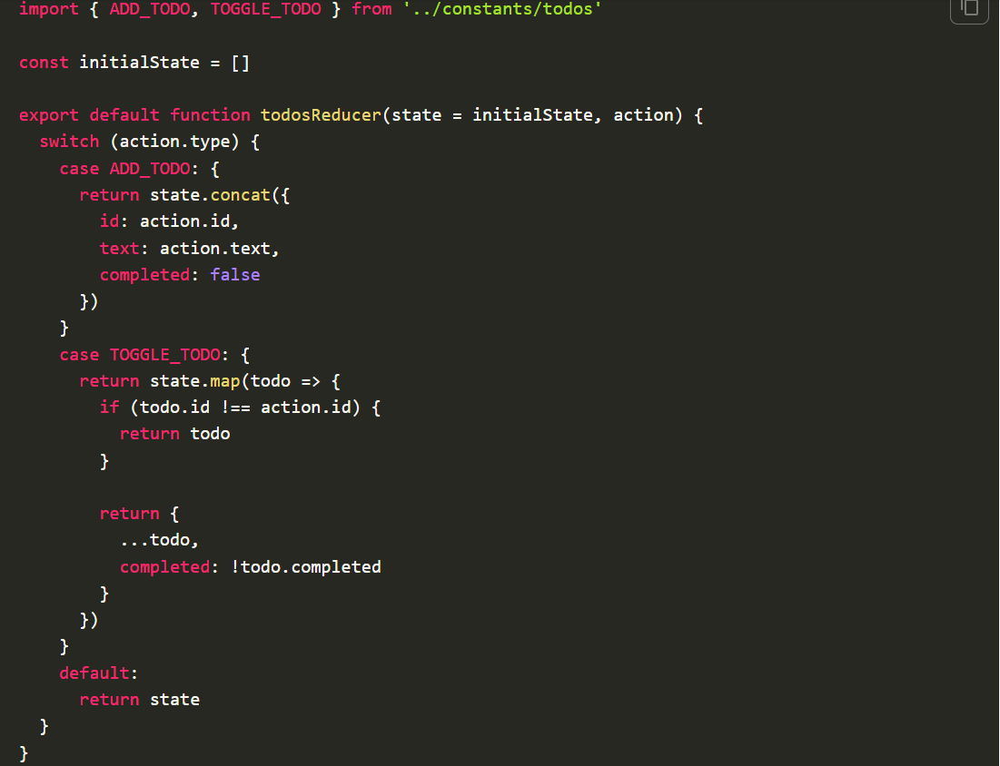 import { ADD_TODO, TOGGLE_TODO } from '../constants/todos'

const initialState = []

export default function todosReducer(state = initialState, action) {
  switch (action.type) {
    case ADD_TODO: {
      return state.concat({
        id: action.id,
        text: action.text,
        completed: false
      })
    }
    case TOGGLE_TODO: {
      return state.map(todo => {
        if (todo.id !== action.id) {
          return todo
        }

        return {
          ...todo,
          completed: !todo.completed
        }
      })
    }
    default:
      return state
  }
}